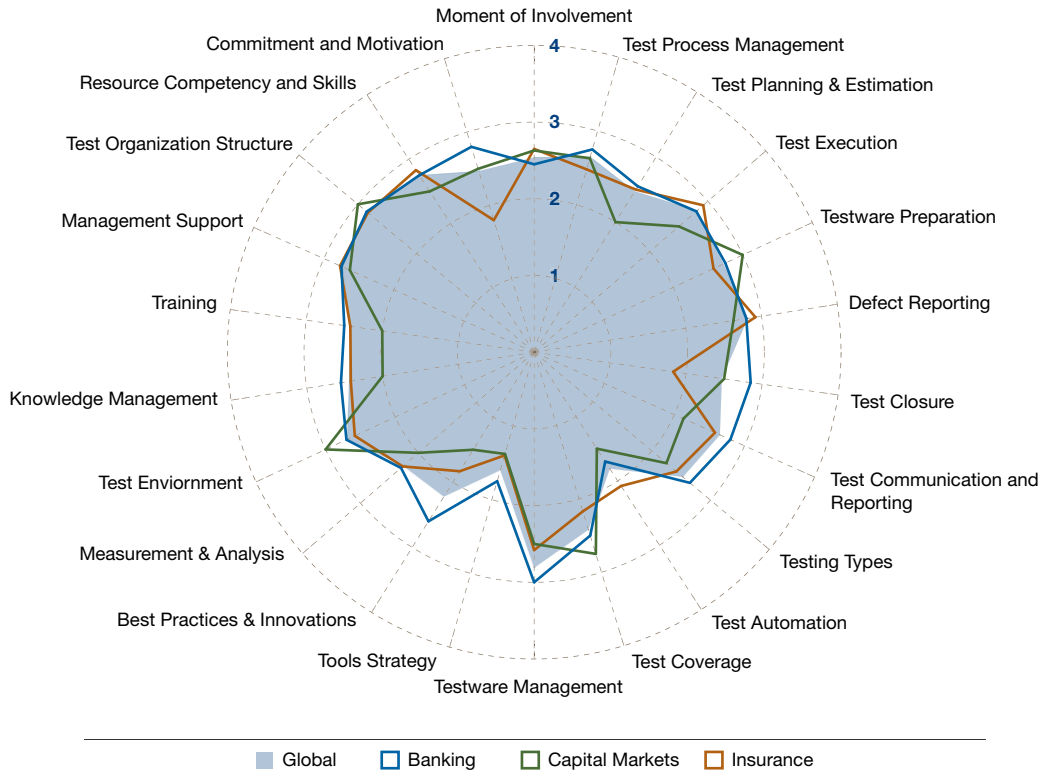 Moment of Involvement
Commitment and Motivation
4
Test Process Management
Resource Competency and Skills
Test Planning & Estimation
3
Test Organization Structure
Test Execution
2
Management Support
Testware Preparation
1
Training
Defect Reporting
Knowledge Management
Test Closure
Test Enviornment
Test Communication and
Reporting
Measurement & Analysis
Testing Types
Best Practices & Innovations
Test Automation
Tools Strategy
Test Coverage
Testware Management
Global
Banking
Capital Markets
Insurance